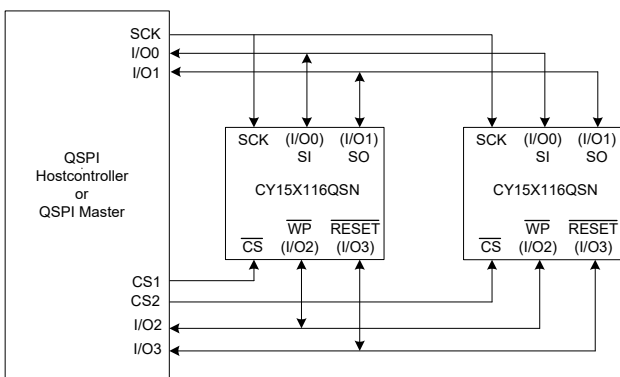 SCK
I/O0
I/O1
QSPI
Hostcontroller
or
QSPI Master
CS1
CS2
I/O2
I/O3
SCK (I/O0) (I/O1)
SI SO
CY15X116QSN
WP RESET
CS (I/O2) (I/O3)
SCK (I/O0) (I/O1)
SI SO
CY15X116QSN
WP RESET
CS (I/O2) (I/O3)